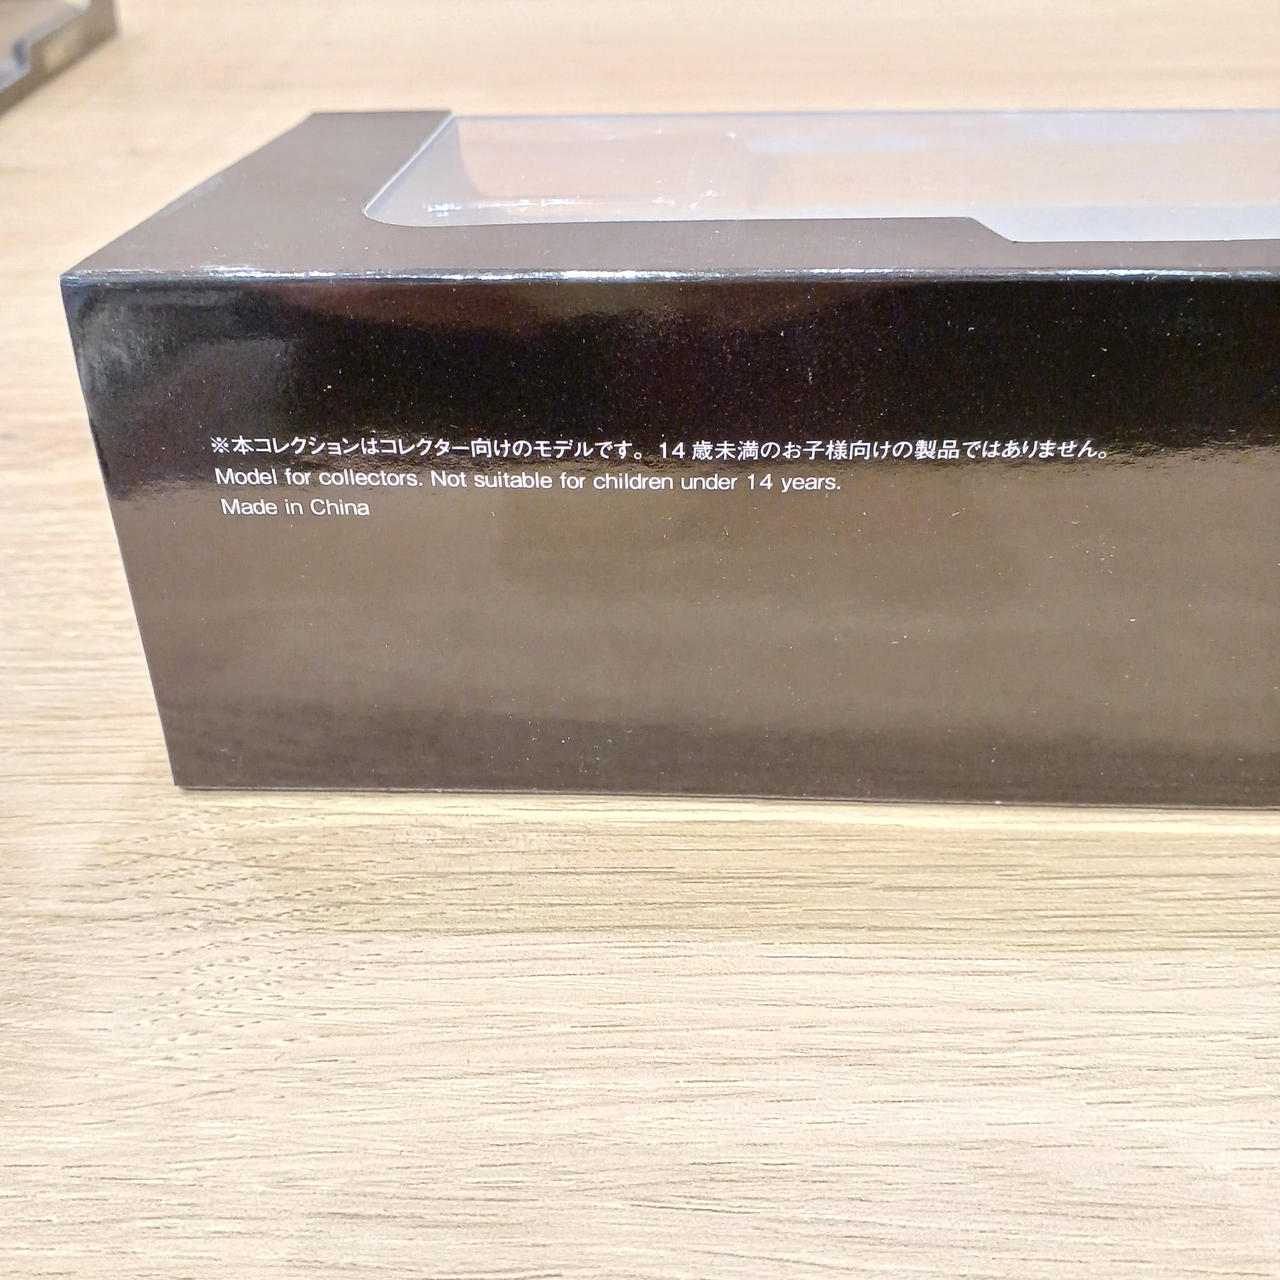 ※本コレクションはコレクター向けのモデルです。14歳未満のお子様向けの製品ではありません。
Model for collectors. Not suitable for children under 14 years.
Made in China